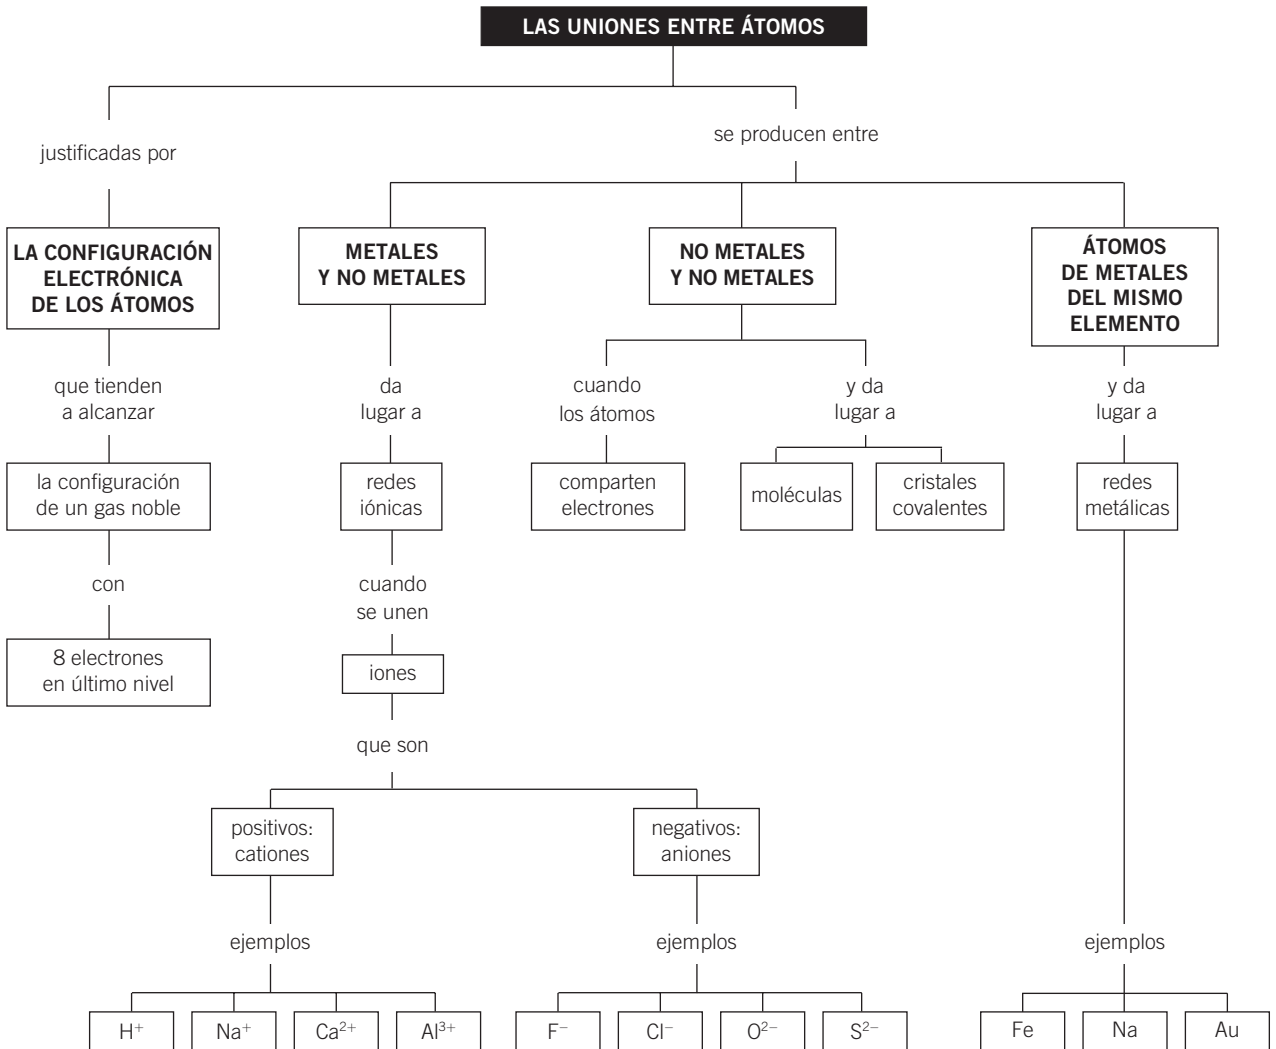 LAS UNIONES ENTRE ÁTOMOS
justificadas por
se producen entre
LA CONFIGURACIÓN
ELECTRÓNICA
DE LOS ÁTOMOS
METALES
Y NO METALES
NO METALES
Y NO METALES
ÁTOMOS
DE METALES
DEL MISMO
ELEMENTO
que tienden
a alcanzar
da
lugar a
cuando
los átomos
y da
lugar a
y da
lugar a
la configuración
de un gas noble
redes
iónicas
comparten
electrones
moléculas
cristales
covalentes
redes
metálicas
con
cuando
se unen
8 electrones
en último nivel
iones
que son
positivos:
cationes
negativos:
aniones
ejemplos
ejemplos
ejemplos
H⁺
Na⁺
Ca²⁺
Al³⁺
F⁻
Cl⁻
O²⁻
S²⁻
Fe
Na
Au